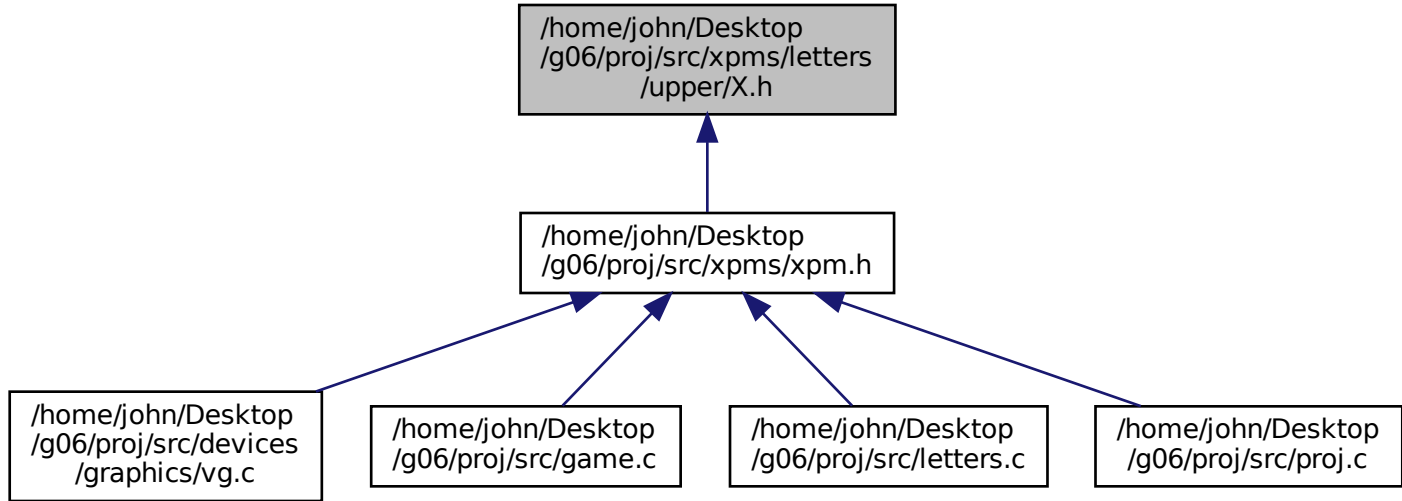 /home/john/Desktop
/g06/proj/src/xpms/letters
/upper/X.h
/home/john/Desktop
/g06/proj/src/xpms/xpm.h
/home/john/Desktop
/g06/proj/src/devices
/graphics/vg.c
/home/john/Desktop
/g06/proj/src/game.c
/home/john/Desktop
/g06/proj/src/letters.c
/home/john/Desktop
/g06/proj/src/proj.c